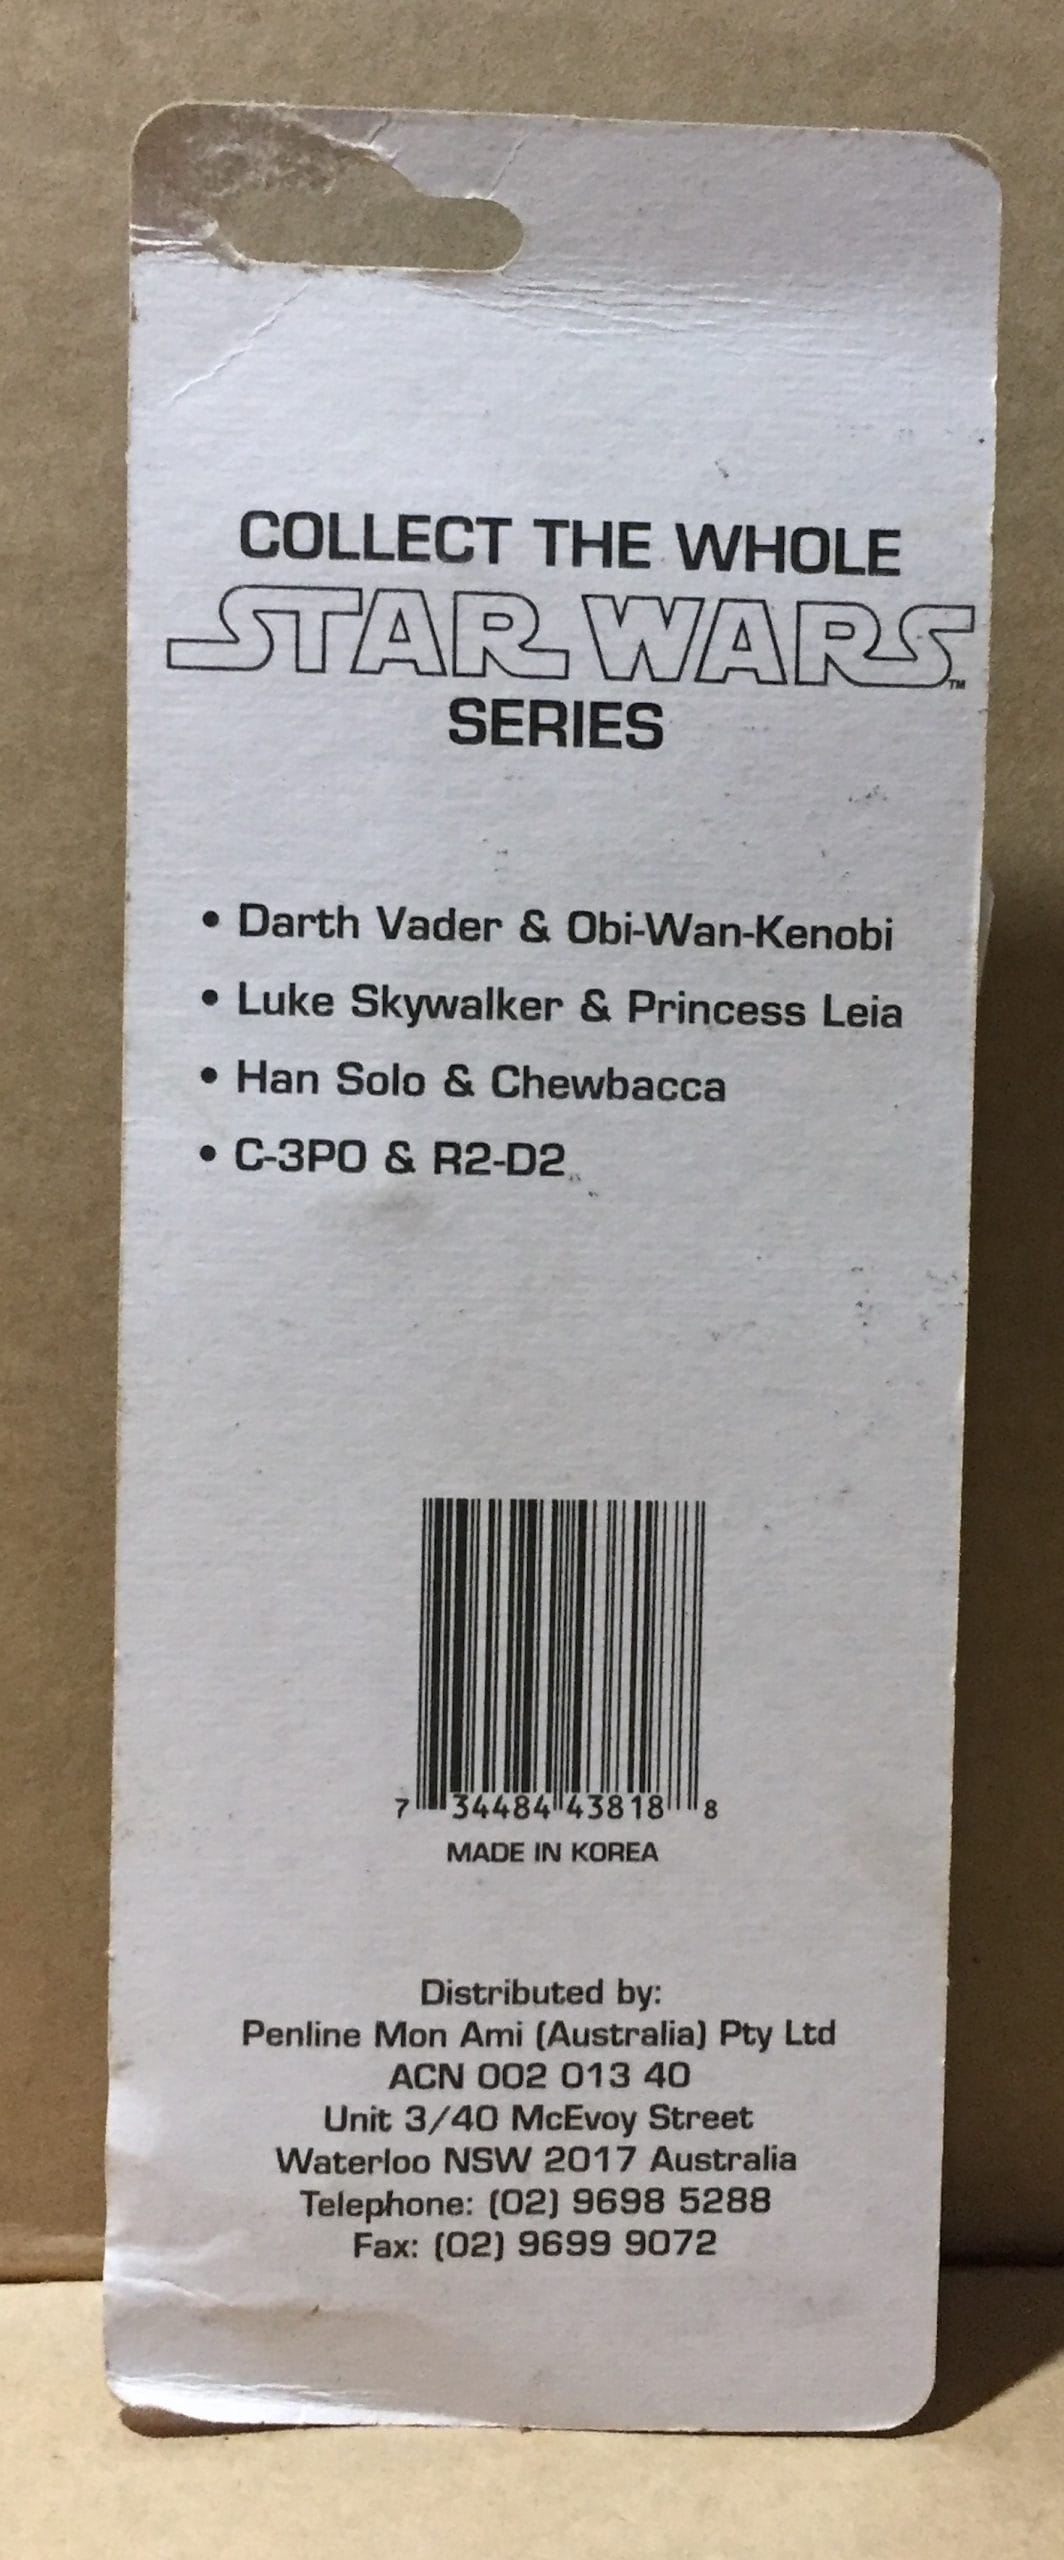 COLLECT THE WHOLE
STAR WARS™
SERIES
• Darth Vader & Obi-Wan-Kenobi
• Luke Skywalker & Princess Leia
• Han Solo & Chewbacca
• C-3PO & R2-D2
7 34484 43818 8
MADE IN KOREA
Distributed by:
Penline Mon Ami (Australia) Pty Ltd
ACN 002 013 40
Unit 3/40 McEvoy Street
Waterloo NSW 2017 Australia
Telephone: (02) 9698 5288
Fax: (02) 9699 9072